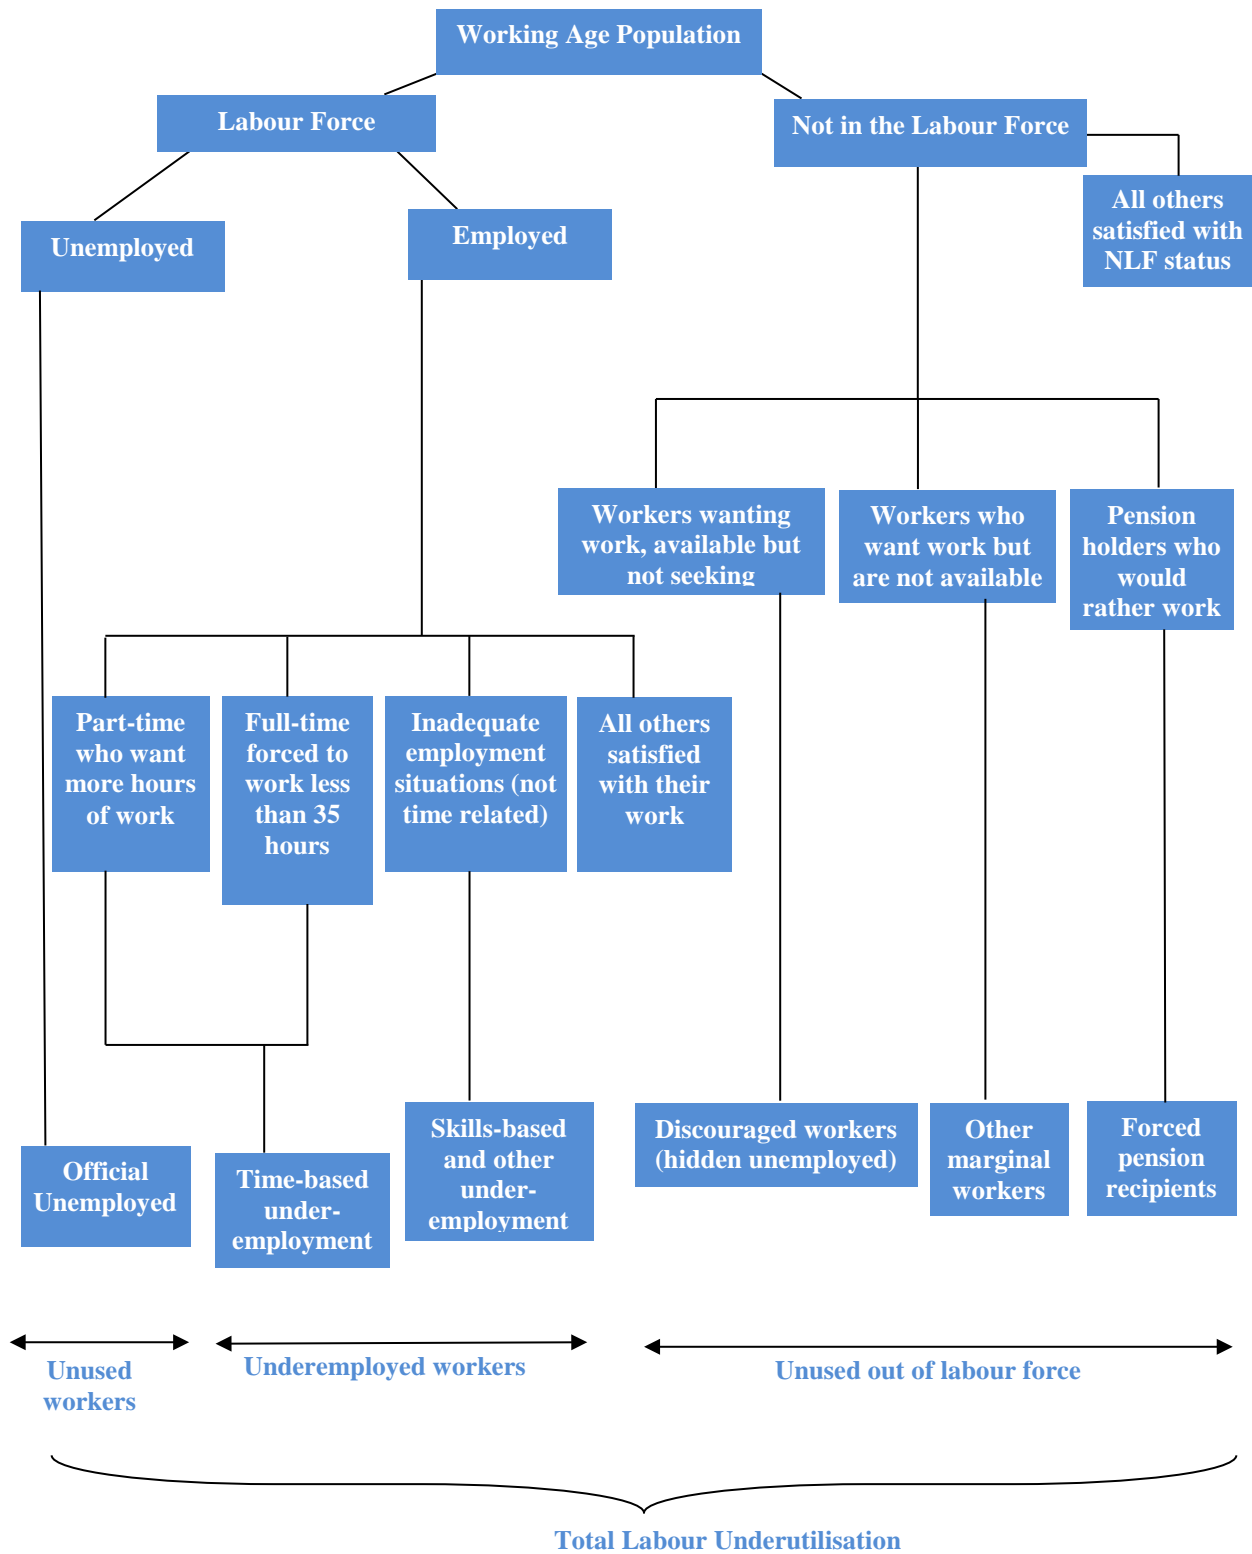 Working Age Population
Labour Force
Not in the Labour Force
All others
satisfied with
NLF status
Unemployed
Employed
Workers wanting
work, available but
not seeking
Workers who
want work but
are not available
Pension
holders who
would
rather work
Part-time
who want
more hours
of work
Full-time
forced to
work less
than 35
hours
Inadequate
employment
situations (not
time related)
All others
satisfied
with their
work
Official
Unemployed
Time-based
under-
employment
Skills-based
and other
under-
employment
Discouraged workers
(hidden unemployed)
Other
marginal
workers
Forced
pension
recipients
Unused
workers
Underemployed workers
Unused out of labour force
Total Labour Underutilisation